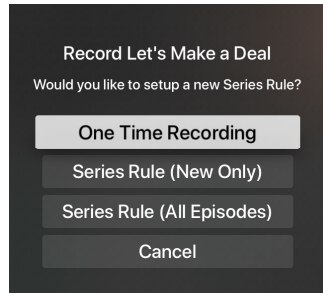 Record Let's Make a Deal
Would you like to setup a new Series Rule?
One Time Recording
Series Rule (New Only)
Series Rule (All Episodes)
Cancel